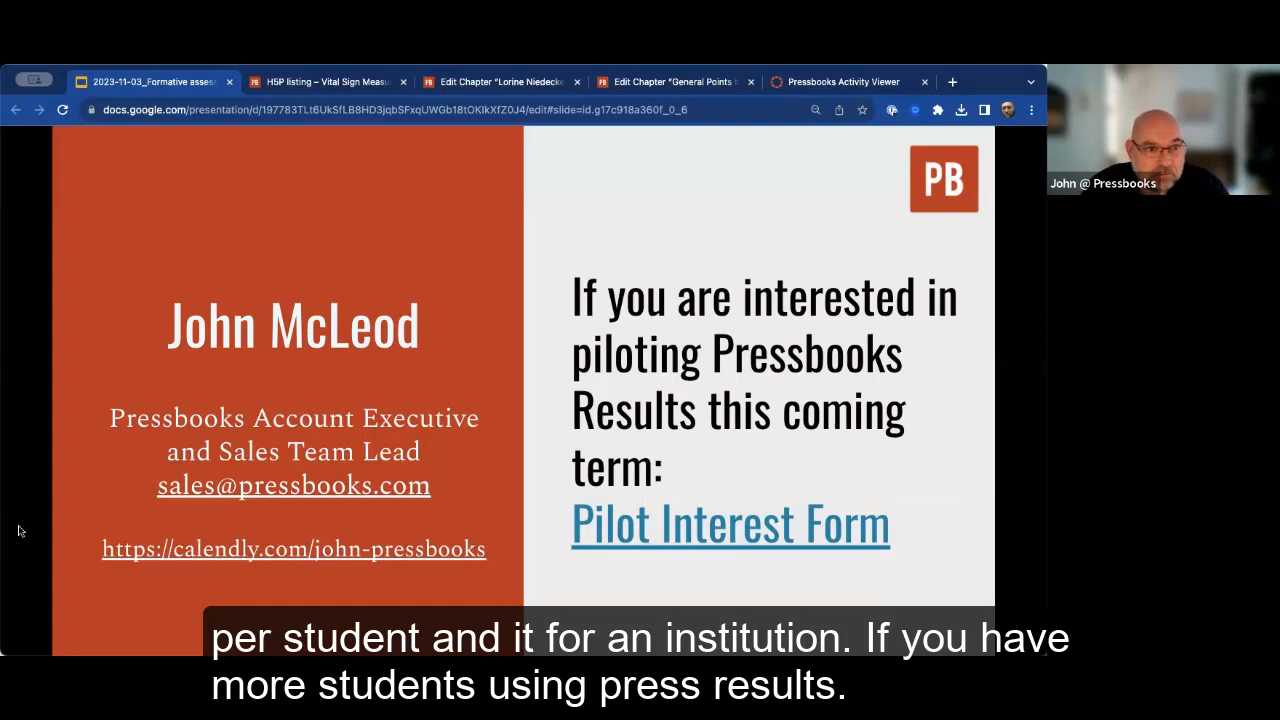 2023-11-03_Formative asses
H5P listing – Vital Sign Measu
Edit Chapter "Lorine Niedecke
Edit Chapter "General Points
Pressbooks Activity Viewer
docs.google.com/presentation/d/197783TLt6UkSfLB8HD3jqbSFxqUWGb18tOKIkXfZ0J4/edit#slide=id.g17c918a360f_0_6
PB
John @ Pressbooks
John McLeod
Pressbooks Account Executive
and Sales Team Lead
sales@pressbooks.com
https://calendly.com/john-pressbooks
If you are interested in
piloting Pressbooks
Results this coming
term:
Pilot Interest Form
per student and it for an institution. If you have
more students using press results.